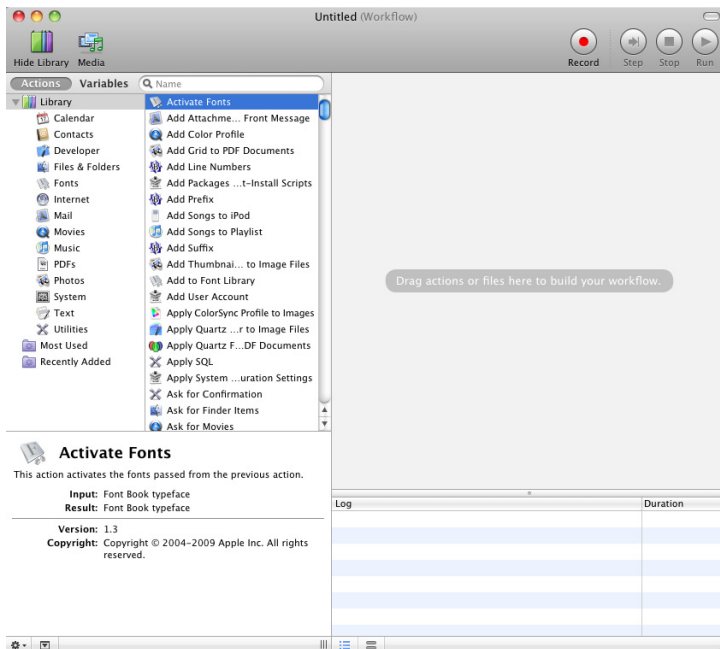 Untitled (Workflow)
Hide Library Media
Record Step Stop Run
Actions Variables Name
Library
Calendar
Contacts
Developer
Files & Folders
Fonts
Internet
Mail
Movies
Music
PDFs
Photos
System
Text
Utilities
Most Used
Recently Added
Activate Fonts
Add Attachme... Front Message
Add Color Profile
Add Grid to PDF Documents
Add Line Numbers
Add Packages ...t-Install Scripts
Add Prefix
Add Songs to iPod
Add Songs to Playlist
Add Suffix
Add Thumbnai... to Image Files
Add to Font Library
Add User Account
Apply ColorSync Profile to Images
Apply Quartz ...r to Image Files
Apply Quartz F...DF Documents
Apply SQL
Apply System ...uration Settings
Ask for Confirmation
Ask for Finder Items
Ask for Movies
Drag actions or files here to build your workflow.
Activate Fonts
This action activates the fonts passed from the previous action.
Input: Font Book typeface
Result: Font Book typeface
Version: 1.3
Copyright: Copyright © 2004-2009 Apple Inc. All rights
reserved.
Log Duration